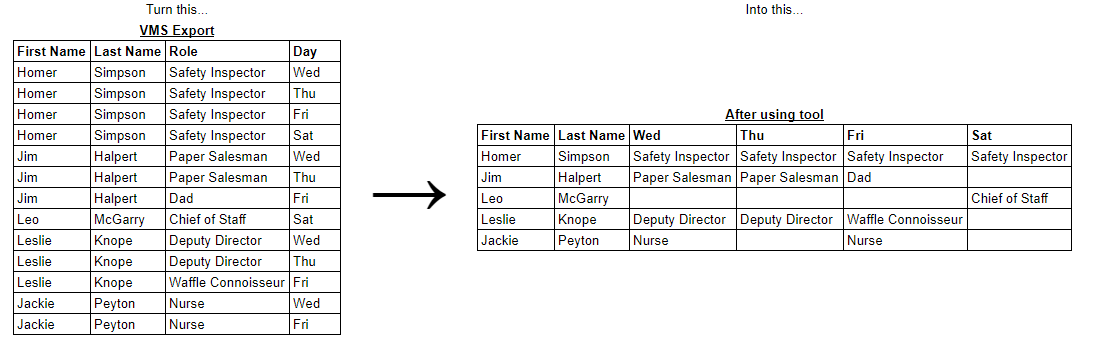 Turn this...
VMS Export
First Name Last Name Role Day
Homer Simpson Safety Inspector Wed
Homer Simpson Safety Inspector Thu
Homer Simpson Safety Inspector Fri
Homer Simpson Safety Inspector Sat
Jim Halpert Paper Salesman Wed
Jim Halpert Paper Salesman Thu
Jim Halpert Dad Fri
Leo McGarry Chief of Staff Sat
Leslie Knope Deputy Director Wed
Leslie Knope Deputy Director Thu
Leslie Knope Waffle Connoisseur Fri
Jackie Peyton Nurse Wed
Jackie Peyton Nurse Fri
Into this...
After using tool
First Name Last Name Wed Thu Fri Sat
Homer Simpson Safety Inspector Safety Inspector Safety Inspector Safety Inspector
Jim Halpert Paper Salesman Paper Salesman Dad
Leo McGarry Chief of Staff
Leslie Knope Deputy Director Deputy Director Waffle Connoisseur
Jackie Peyton Nurse Nurse